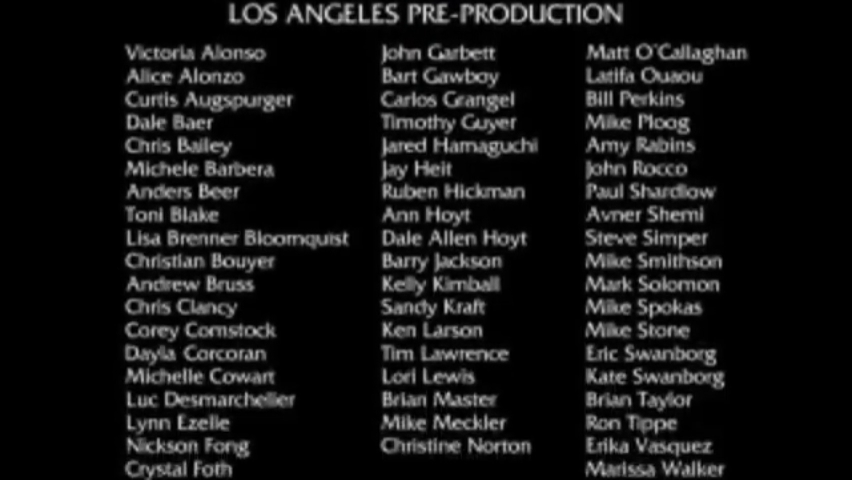 LOS ANGELES PRE-PRODUCTION
Victoria Alonso
Alice Alonzo
Curtis Augspurger
Dale Baer
Chris Bailey
Michele Barbera
Anders Beer
Toni Blake
Lisa Brenner Bloomquist
Christian Bouyer
Andrew Bruss
Chris Clancy
Corey Comstock
Dayla Corcoran
Michelle Cowart
Luc Desmarchelier
Lynn Ezelle
Nickson Fong
Crystal Foth
John Garbett
Bart Gawboy
Carlos Grangel
Timothy Guyer
Jared Hamaguchi
Jay Heit
Ruben Hickman
Ann Hoyt
Dale Allen Hoyt
Barry Jackson
Kelly Kimball
Sandy Kraft
Ken Larson
Tim Lawrence
Lori Lewis
Brian Master
Mike Meckler
Christine Norton
Matt O'Callaghan
Latifa Ouaou
Bill Perkins
Mike Ploog
Amy Rabins
John Rocco
Paul Shardlow
Avner Shemi
Steve Simper
Mike Smithson
Mark Solomon
Mike Spokas
Mike Stone
Eric Swanborg
Kate Swanborg
Brian Taylor
Ron Tippe
Erika Vasquez
Marissa Walker